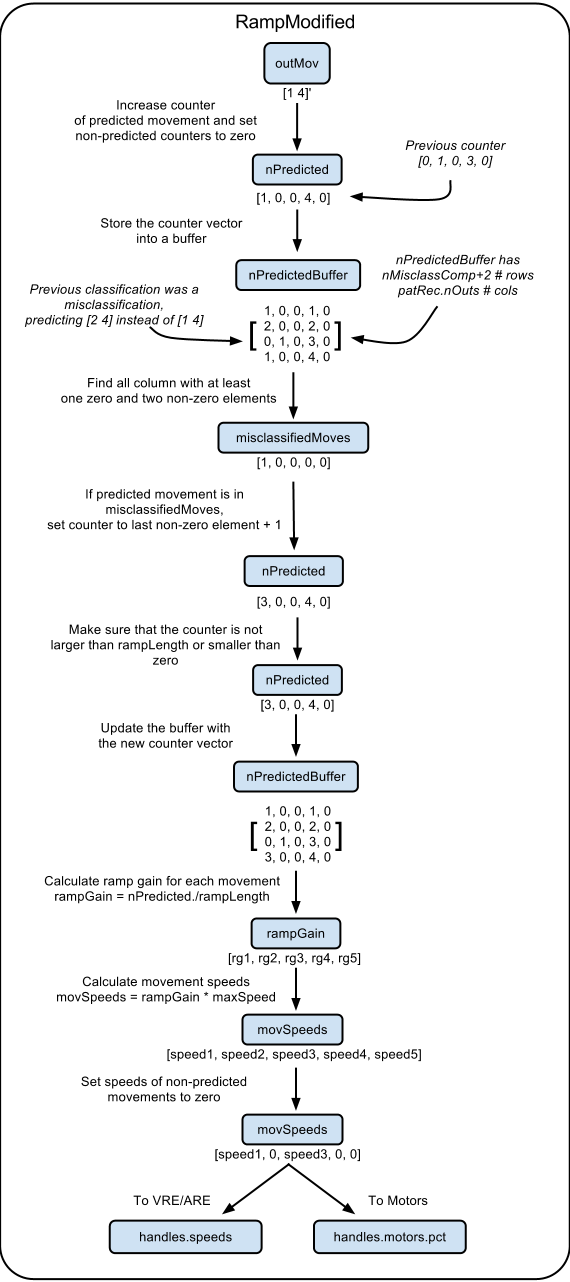 RampModified
outMov
[1 4]'
Increase counter
of predicted movement and set
non-predicted counters to zero
Previous counter
[0, 1, 0, 3, 0]
nPredicted
[1, 0, 0, 4, 0]
Store the counter vector
into a buffer
nPredictedBuffer has
nMisclassComp+2 # rows
patRec.nOuts # cols
nPredictedBuffer
Previous classification was a
misclassification,
predicting [2 4] instead of [1 4]
1, 0, 0, 1, 0
2, 0, 0, 2, 0
0, 1, 0, 3, 0
1, 0, 0, 4, 0
Find all column with at least
one zero and two non-zero elements
misclassifiedMoves
[1, 0, 0, 0, 0]
If predicted movement is in
misclassifiedMoves,
set counter to last non-zero element + 1
nPredicted
[3, 0, 0, 4, 0]
Make sure that the counter is not
larger than rampLength or smaller than
zero
nPredicted
[3, 0, 0, 4, 0]
Update the buffer with
the new counter vector
nPredictedBuffer
1, 0, 0, 1, 0
2, 0, 0, 2, 0
0, 1, 0, 3, 0
3, 0, 0, 4, 0
Calculate ramp gain for each movement
rampGain = nPredicted./rampLength
rampGain
[rg1, rg2, rg3, rg4, rg5]
Calculate movement speeds
movSpeeds = rampGain * maxSpeed
movSpeeds
[speed1, speed2, speed3, speed4, speed5]
Set speeds of non-predicted
movements to zero
movSpeeds
[speed1, 0, speed3, 0, 0]
To VRE/ARE
To Motors
handles.speeds
handles.motors.pct